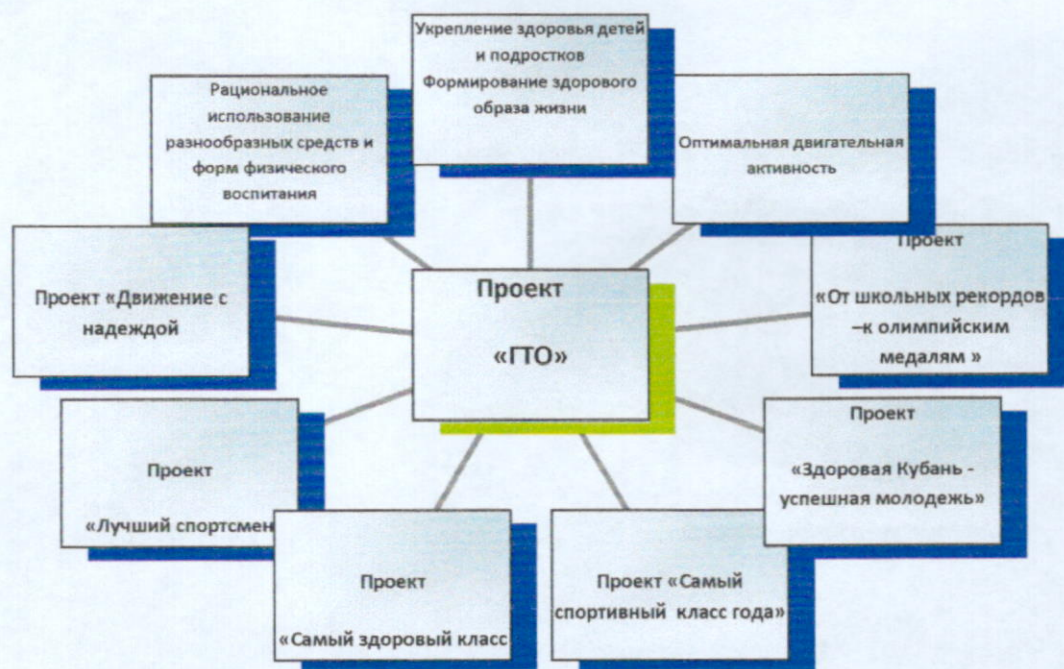 Укрепление здоровья детей
и подростков
Формирование здорового
образа жизни
Рациональное
использование
разнообразных средств и
форм физического
воспитания
Оптимальная двигательная
активность
Проект «Движение с
надеждой
Проект
«ГТО»
Проект
«От школьных рекордов
–к олимпийским
медалям »
Проект
«Лучший спортсмен
Проект
«Здоровая Кубань -
успешная молодежь»
Проект
«Самый здоровый класс
Проект «Самый
спортивный класс года»